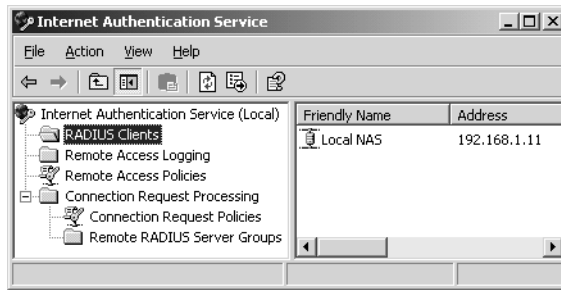 Internet Authentication Service
File Action View Help
Internet Authentication Service (Local)
RADIUS Clients
Remote Access Logging
Remote Access Policies
Connection Request Processing
Connection Request Policies
Remote RADIUS Server Groups
Friendly Name Address
Local NAS 192.168.1.11